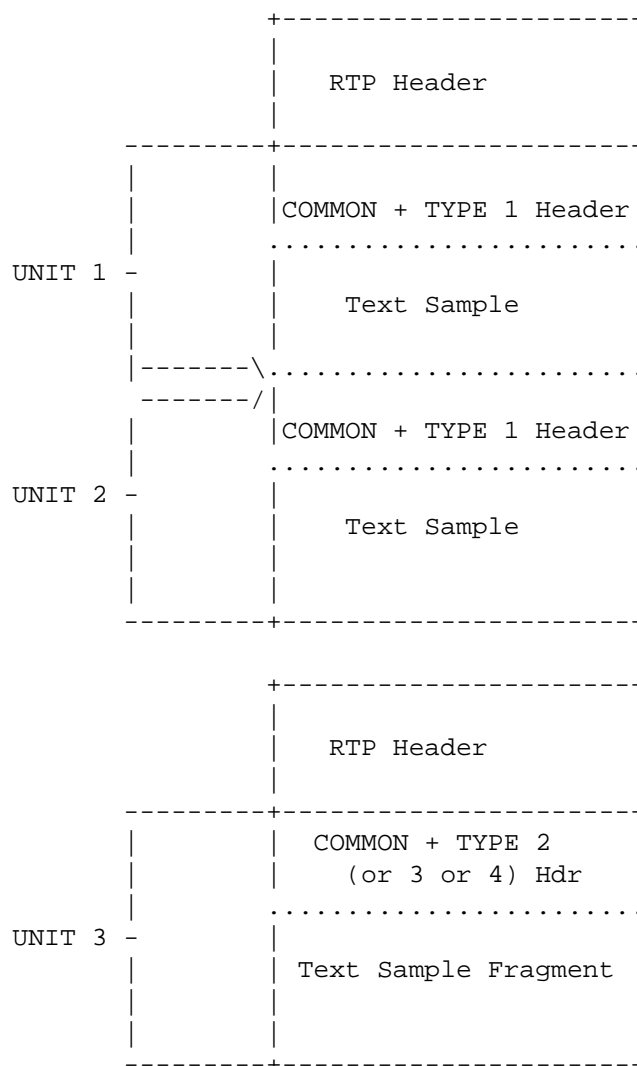 RTP Header
COMMON + TYPE 1 Header
UNIT 1
Text Sample
COMMON + TYPE 1 Header
UNIT 2
Text Sample
RTP Header
COMMON + TYPE 2
(or 3 or 4) Hdr
UNIT 3
Text Sample Fragment